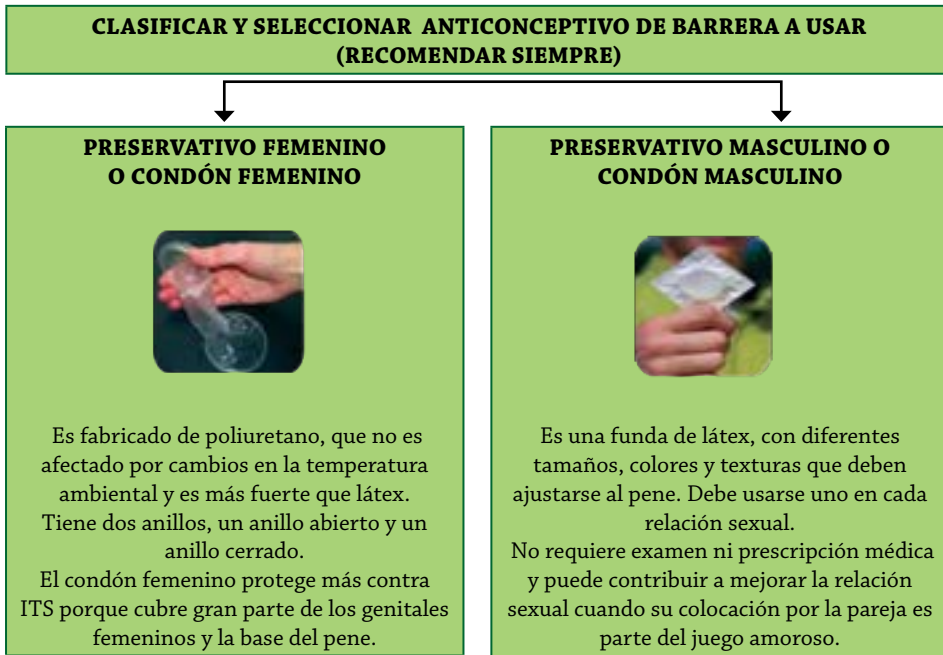 CLASIFICAR Y SELECCIONAR ANTICONCEPTIVO DE BARRERA A USAR
(RECOMENDAR SIEMPRE)
PRESERVATIVO FEMENINO
O CONDÓN FEMENINO
Es fabricado de poliuretano, que no es
afectado por cambios en la temperatura
ambiental y es más fuerte que látex.
Tiene dos anillos, un anillo abierto y un
anillo cerrado.
El condón femenino protege más contra
ITS porque cubre gran parte de los genitales
femeninos y la base del pene.
PRESERVATIVO MASCULINO O
CONDÓN MASCULINO
Es una funda de látex, con diferentes
tamaños, colores y texturas que deben
ajustarse al pene. Debe usarse uno en cada
relación sexual.
No requiere examen ni prescripción médica
y puede contribuir a mejorar la relación
sexual cuando su colocación por la pareja es
parte del juego amoroso.